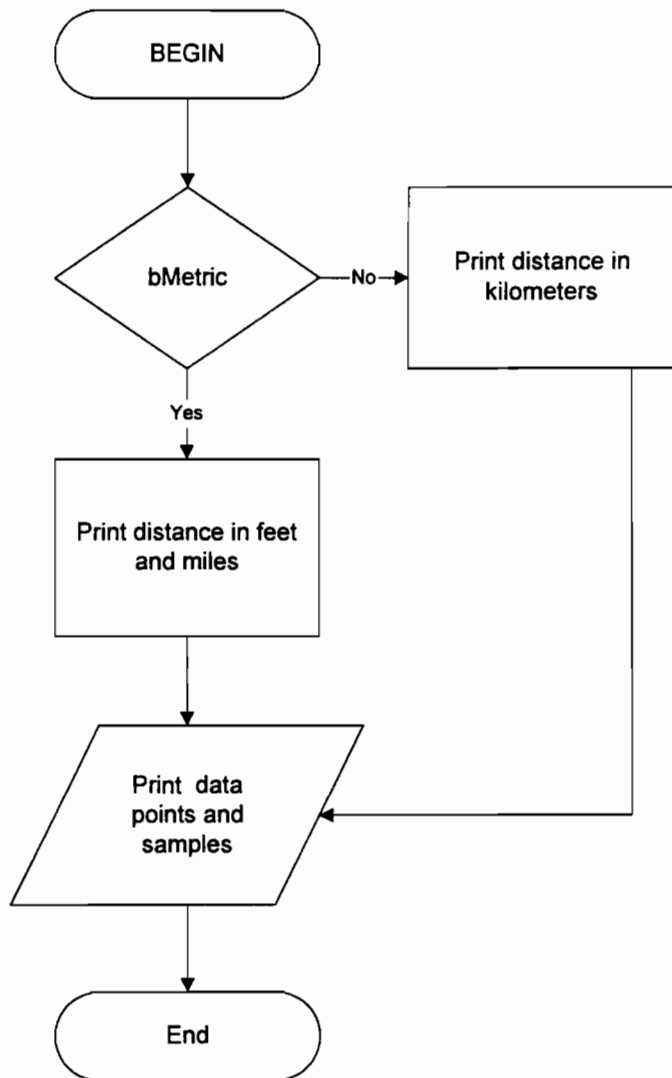 BEGIN
bMetric
No
Print distance in
kilometers
Yes
Print distance in feet
and miles
Print data
points and
samples
End